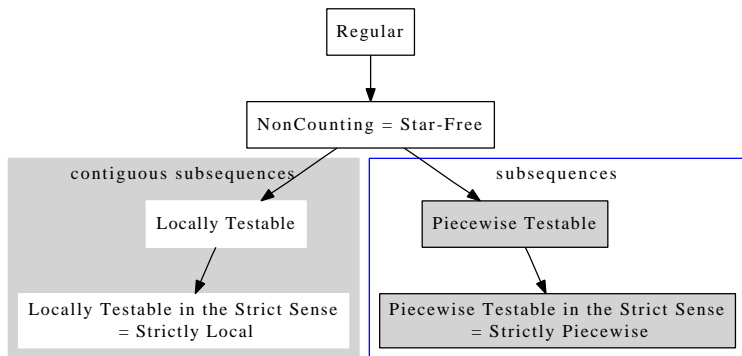 Regular
NonCounting = Star-Free
contiguous subsequences
subsequences
Locally Testable
Piecewise Testable
Locally Testable in the Strict Sense
= Strictly Local
Piecewise Testable in the Strict Sense
= Strictly Piecewise